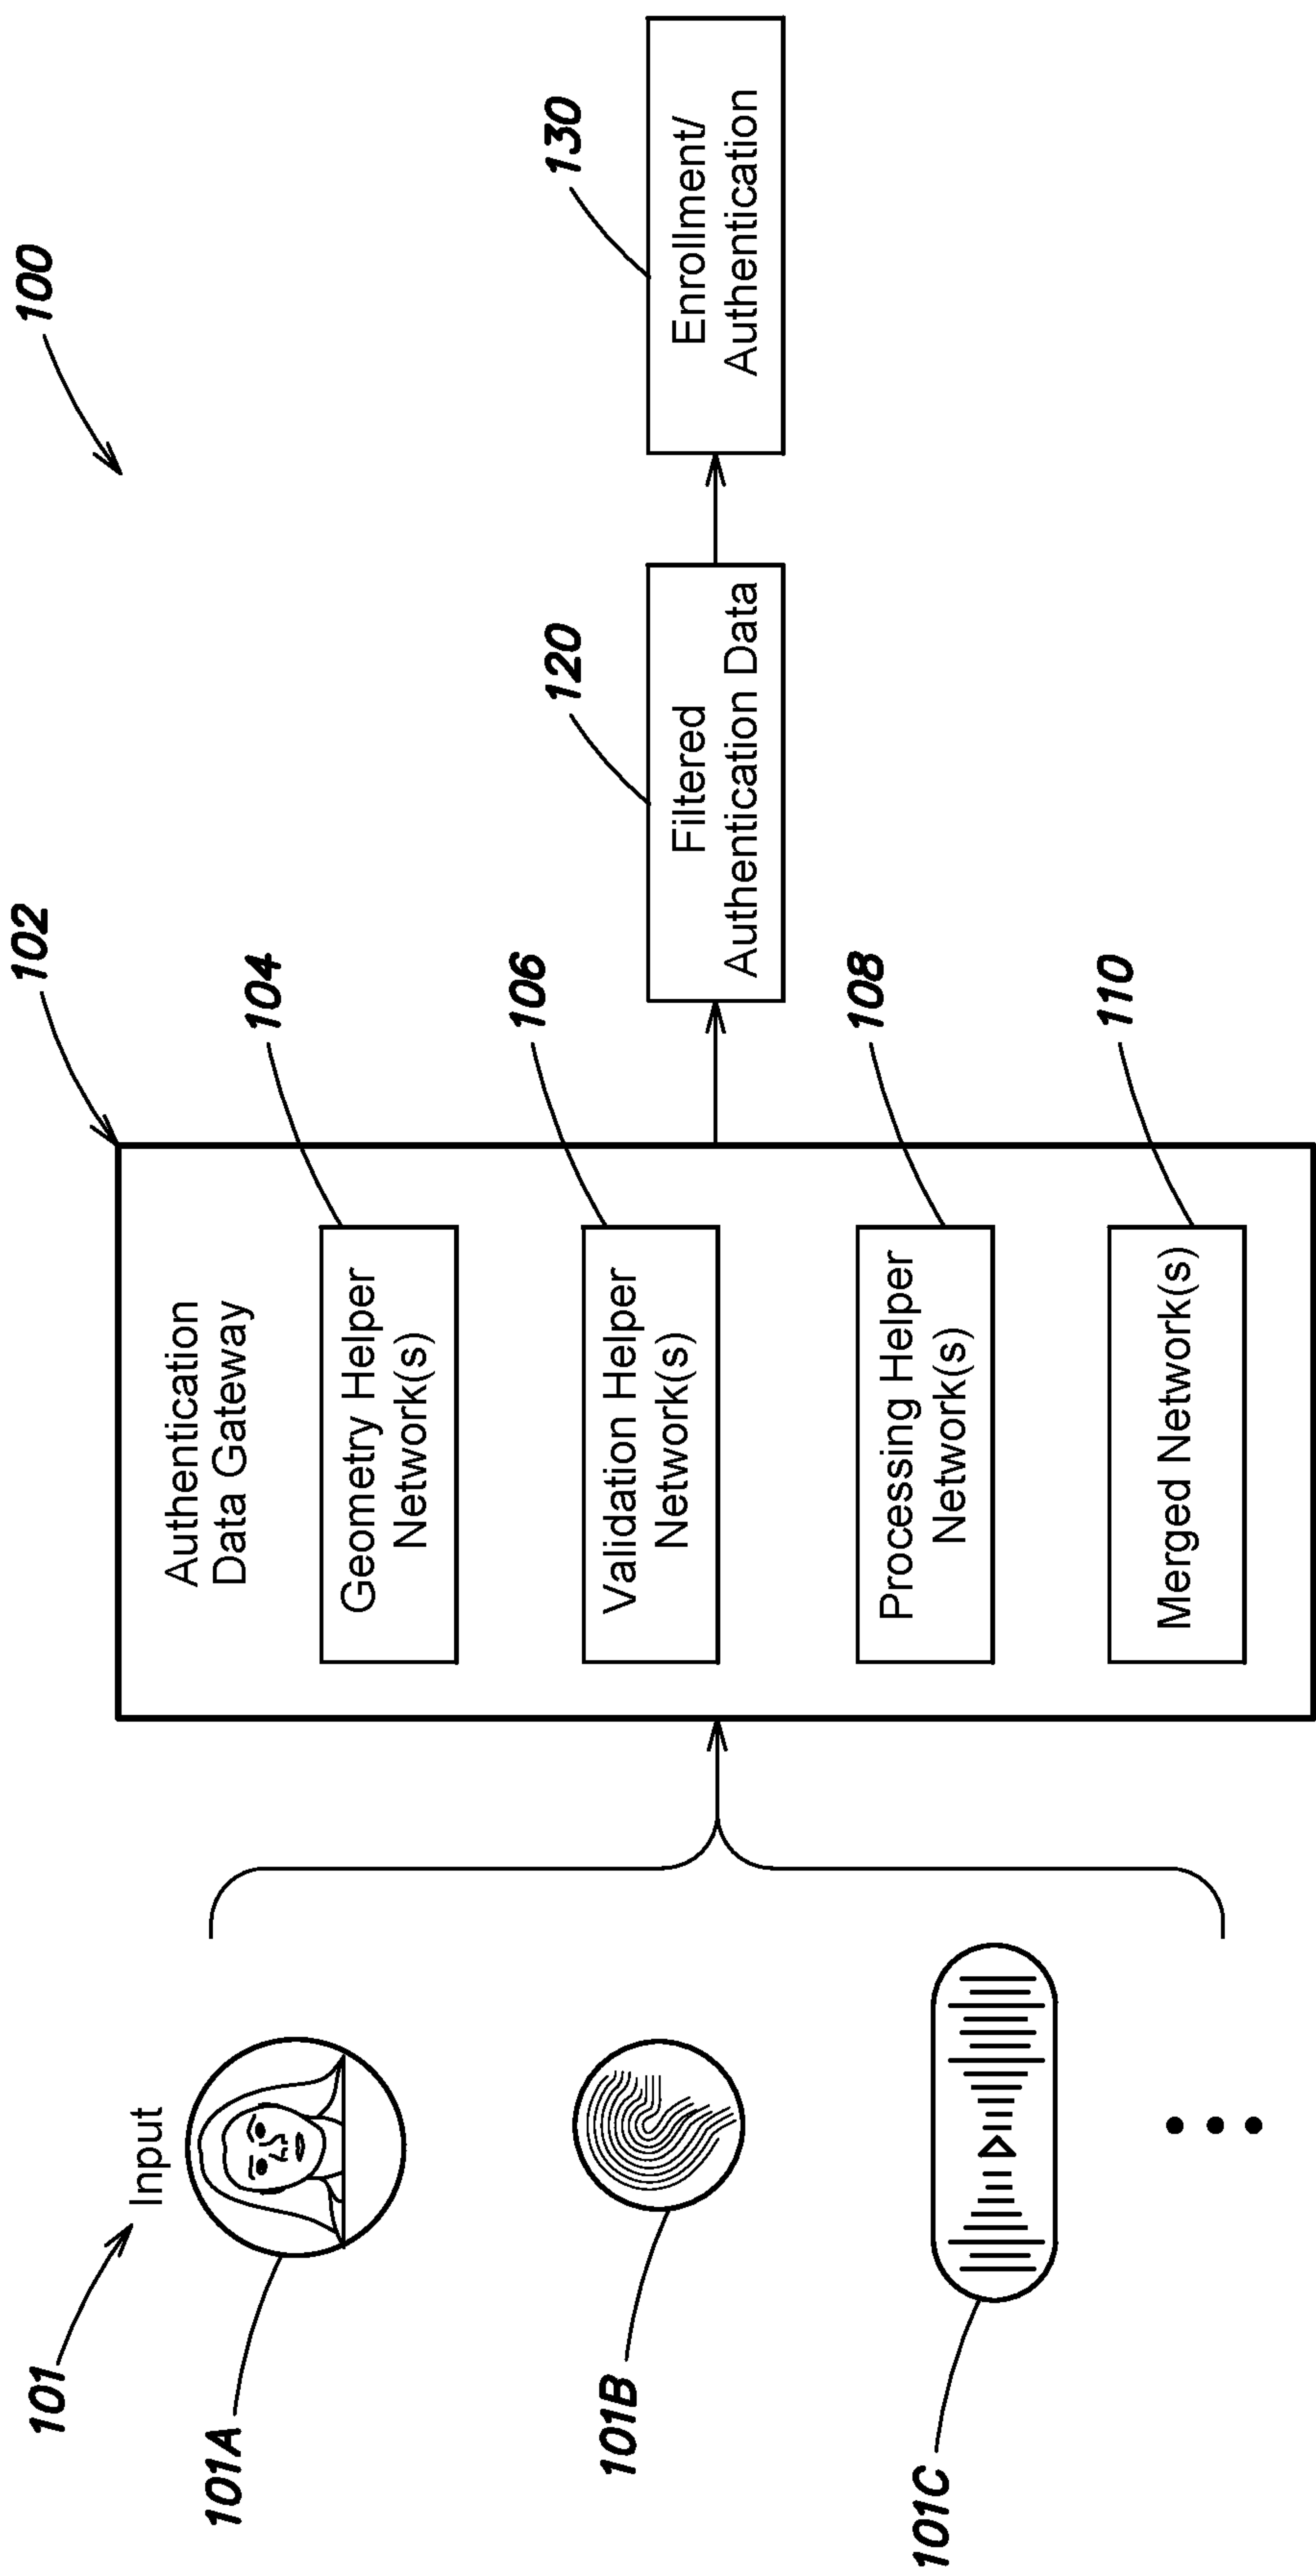 100
101
Input
101A
101B
101C
102
Authentication
Data Gateway
104
Geometry Helper
Network(s)
106
Validation Helper
Network(s)
108
Processing Helper
Network(s)
110
Merged Network(s)
120
Filtered
Authentication Data
130
Enrollment/
Authentication